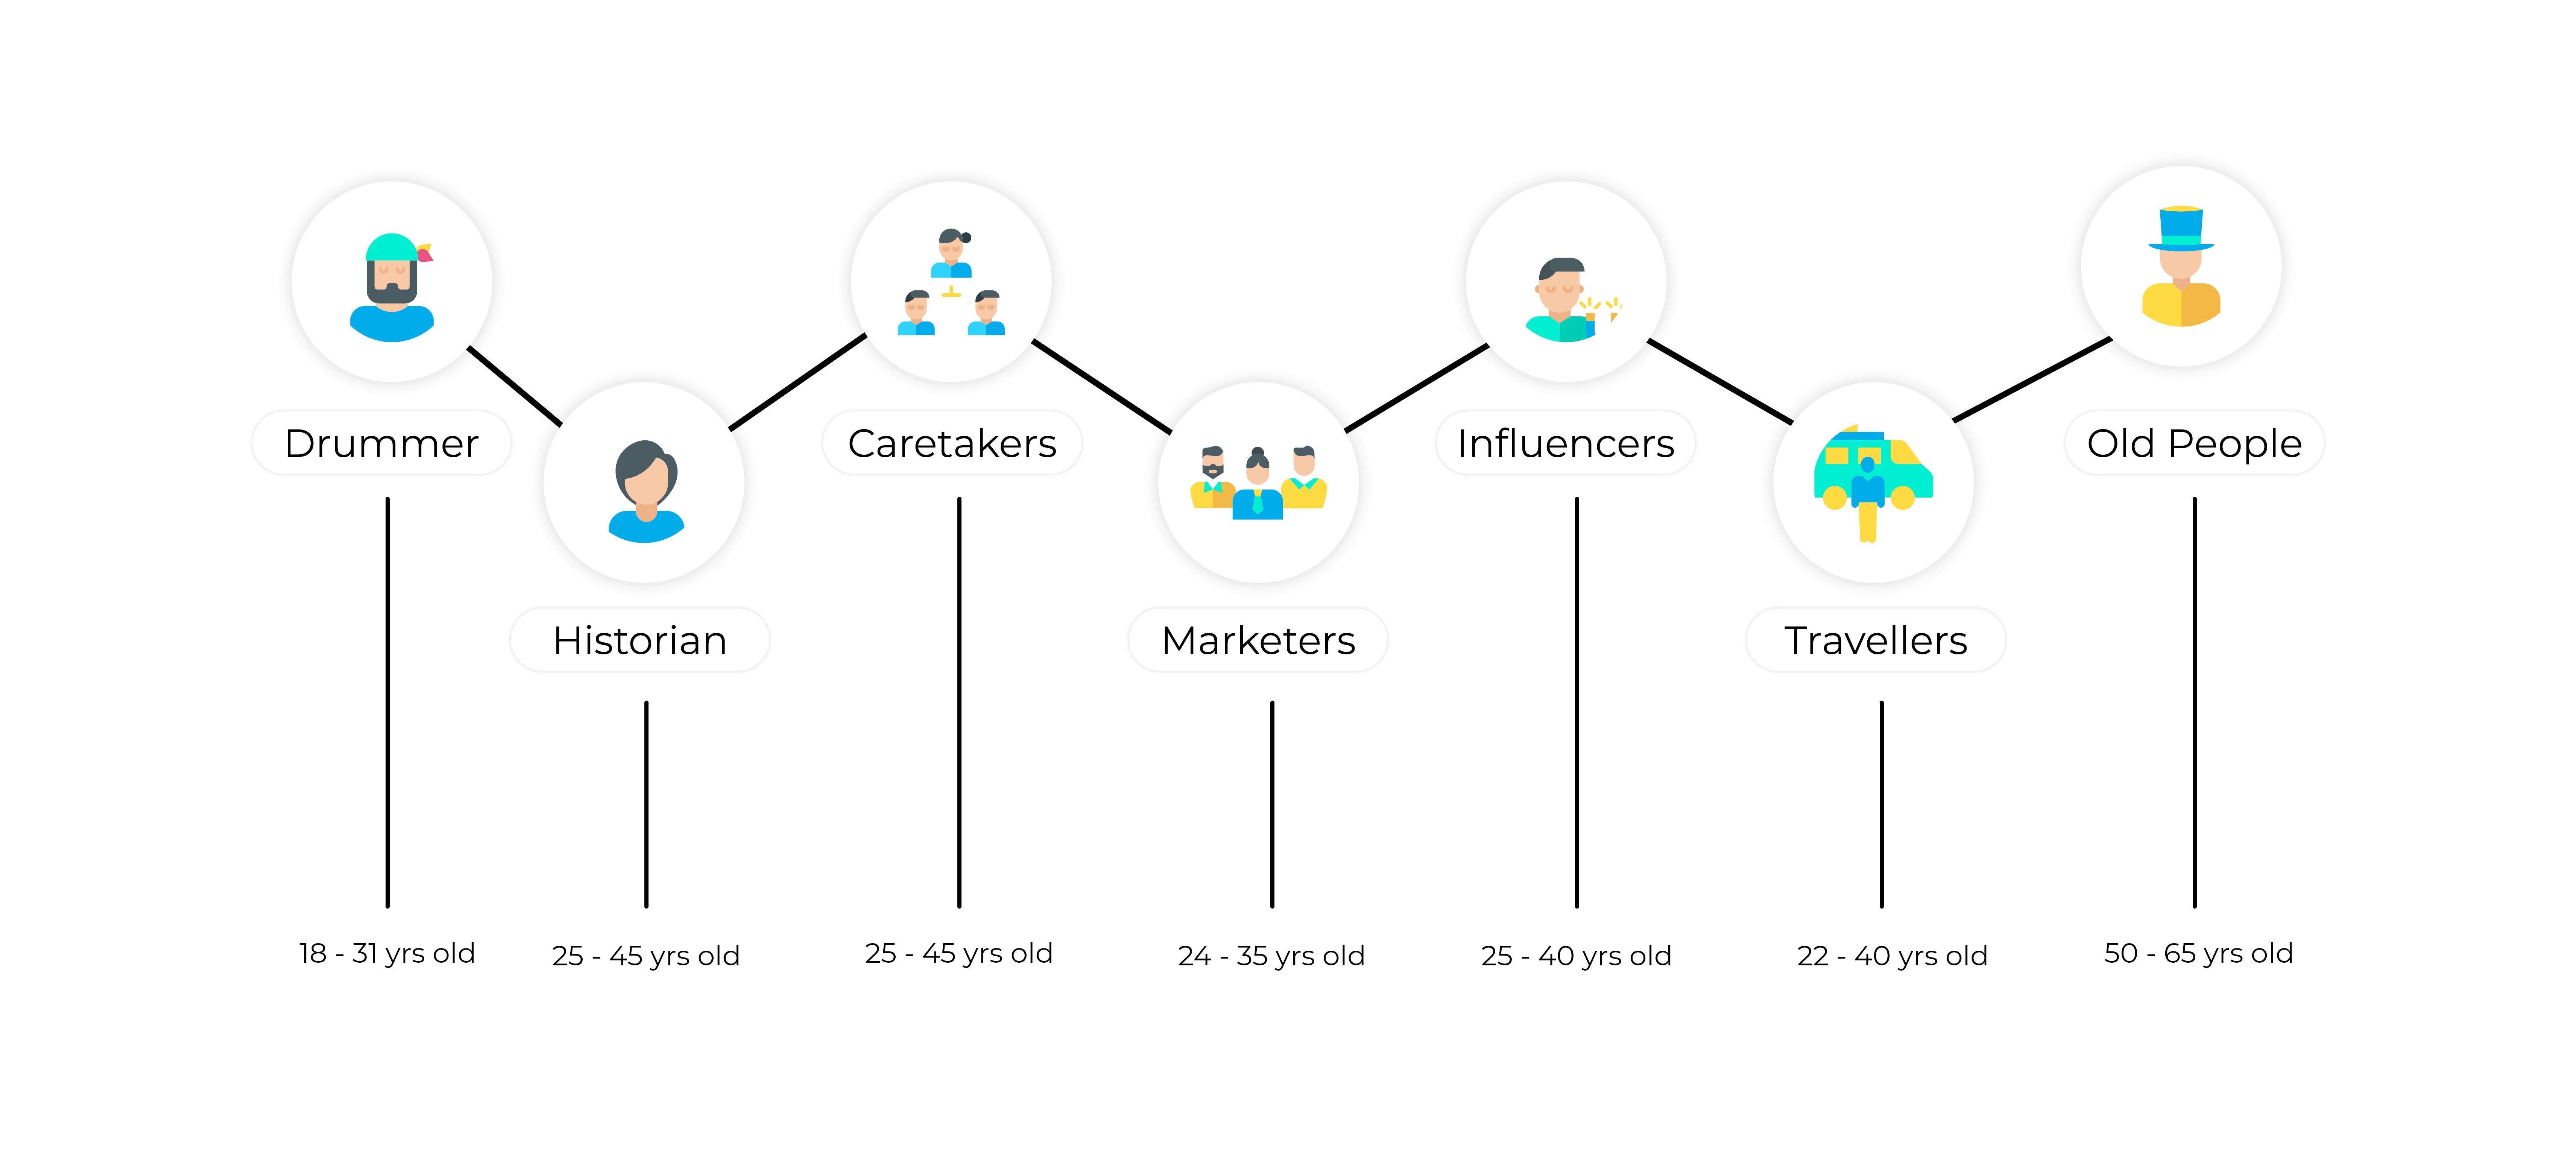 Drummer
Historian
Caretakers
Marketers
Influencers
Travellers
Old People
18 - 31 yrs old
25 - 45 yrs old
25 - 45 yrs old
24 - 35 yrs old
25 - 40 yrs old
22 - 40 yrs old
50 - 65 yrs old